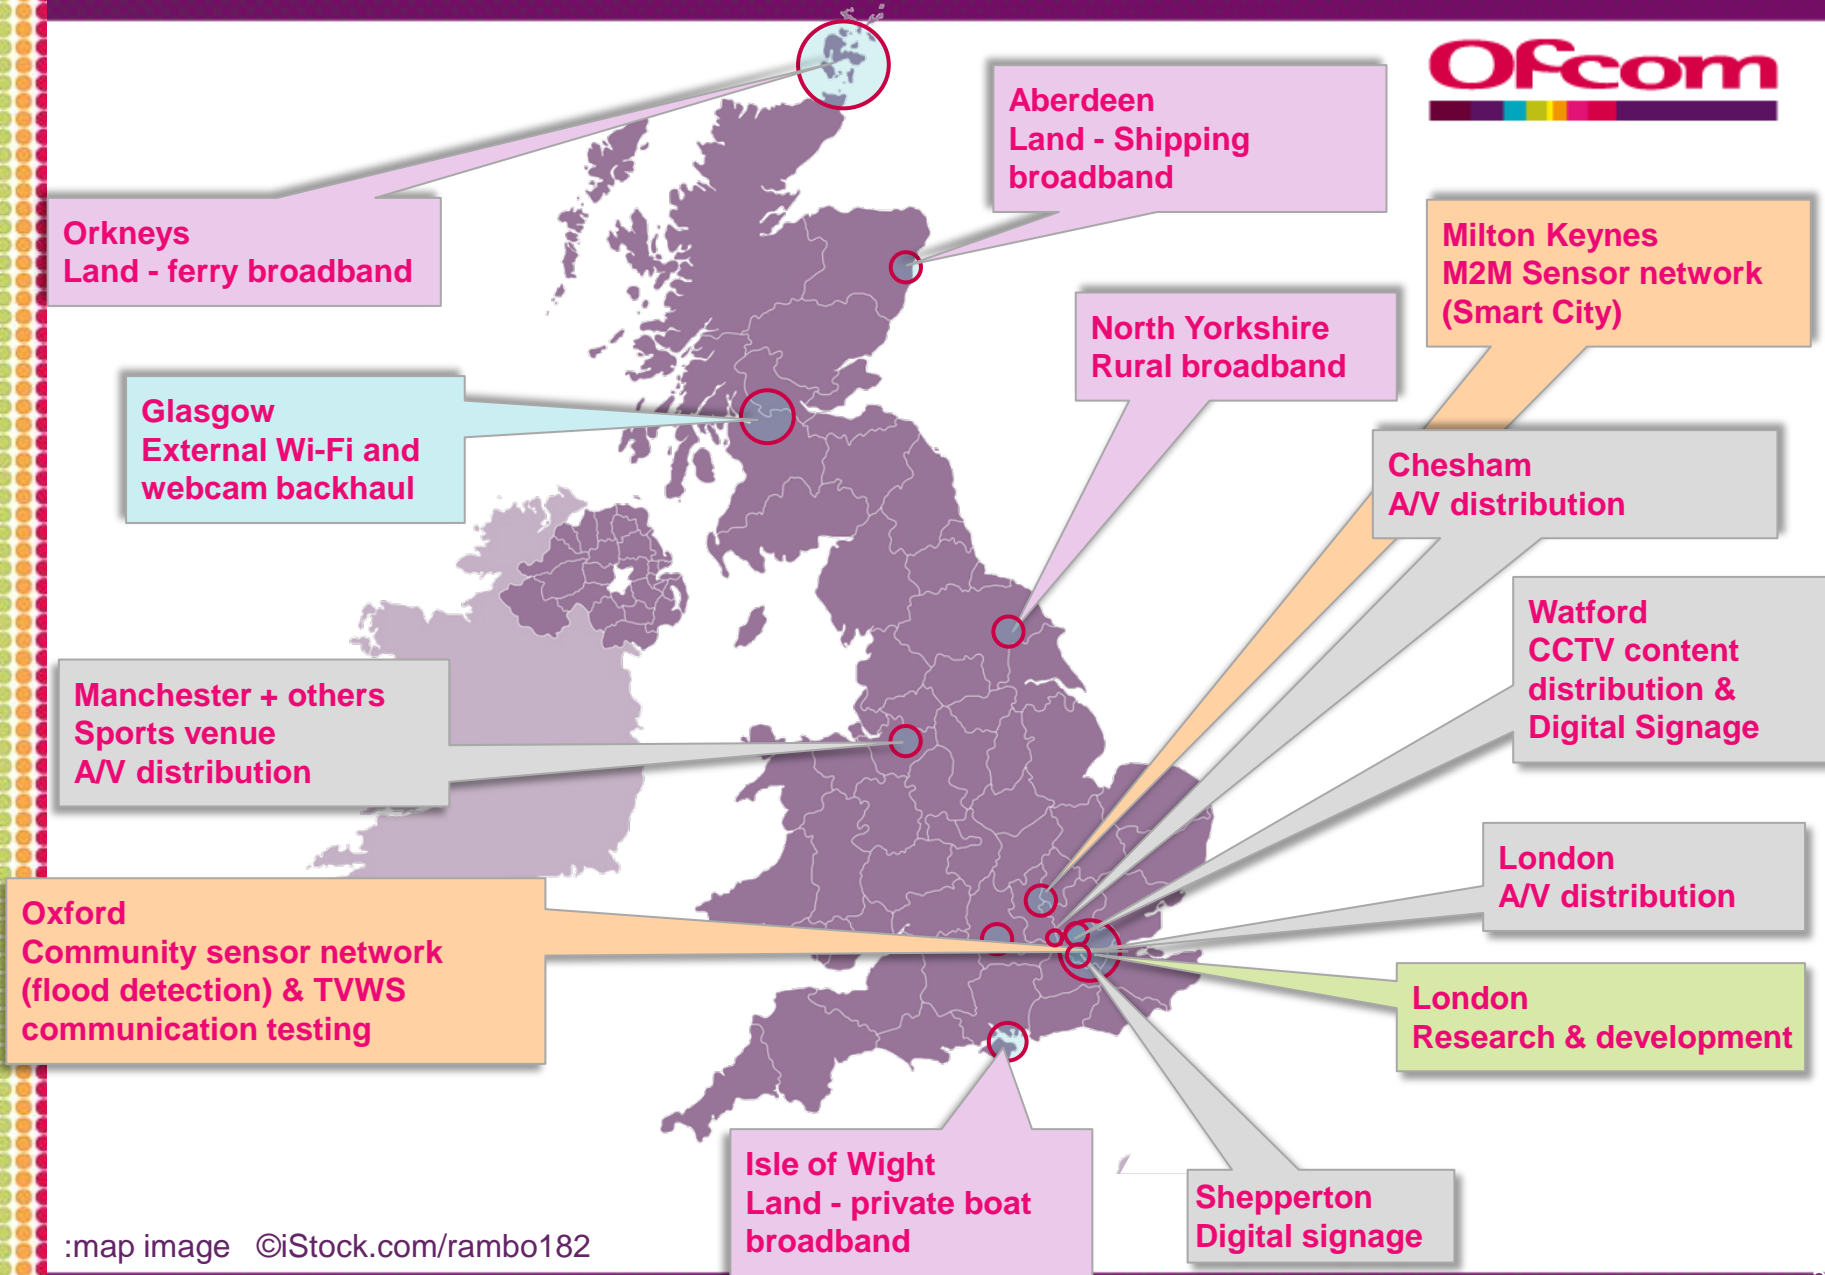 Ofcom
Aberdeen
Land - Shipping
broadband
Orkneys
Land - ferry broadband
Milton Keynes
M2M Sensor network
(Smart City)
North Yorkshire
Rural broadband
Glasgow
External Wi-Fi and
webcam backhaul
Chesham
A/V distribution
Watford
CCTV content
distribution &
Digital Signage
Manchester + others
Sports venue
A/V distribution
London
A/V distribution
Oxford
Community sensor network
(flood detection) & TVWS
communication testing
London
Research & development
Isle of Wight
Land - private boat
broadband
Shepperton
Digital signage
:map image ©iStock.com/rambo182